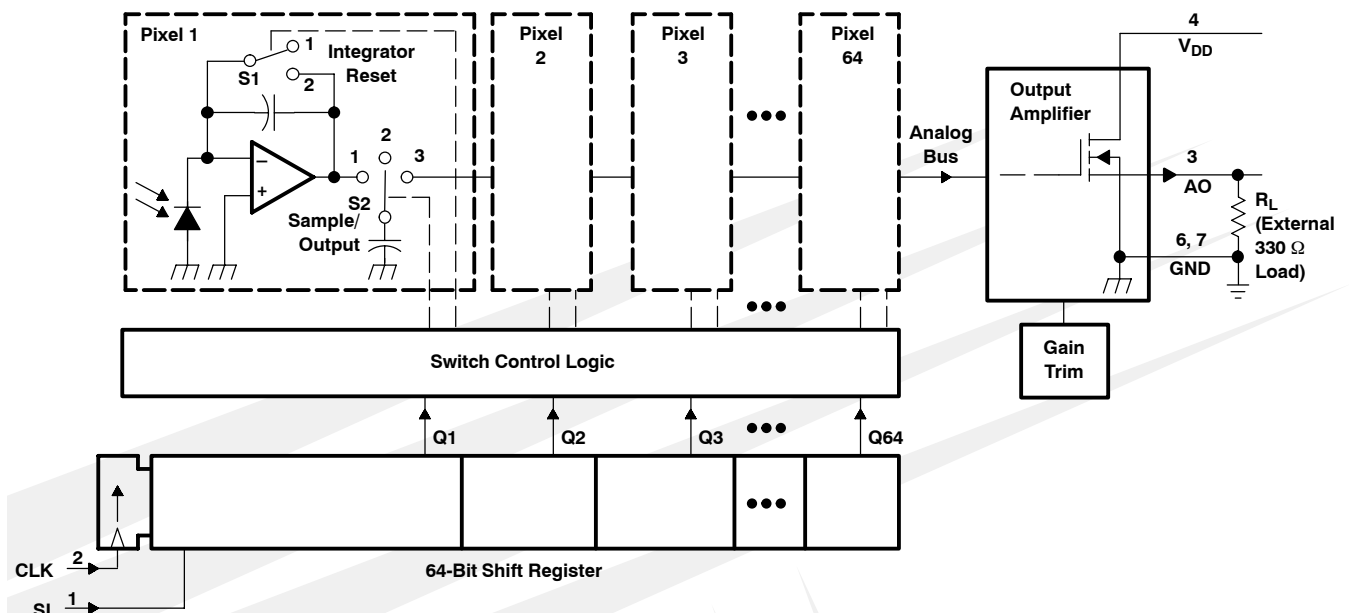 Pixel 1
1
Integrator
Reset
S1
2
2
1
3
S2
Sample/
Output
Pixel
2
Pixel
3
Pixel
64
Analog
Bus
Output
Amplifier
4
VDD
3
AO
RL
(External
330 Ω
Load)
6, 7
GND
Gain
Trim
Switch Control Logic
Q1
Q2
Q3
Q64
64-Bit Shift Register
CLK
2
SI
1